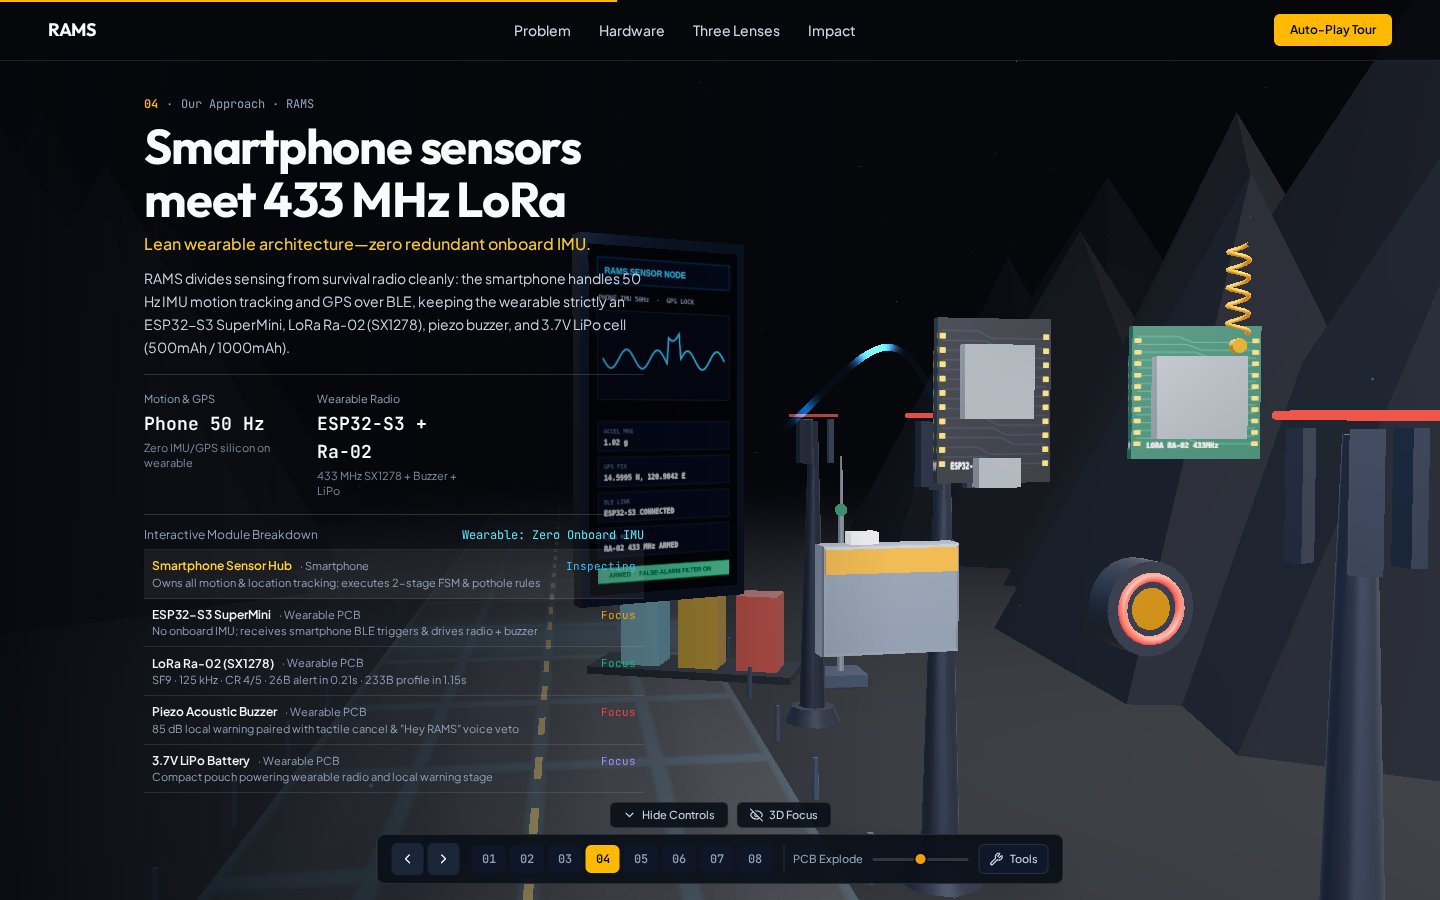 RAMS
Problem
Hardware
Three Lenses
Impact
Auto-Play Tour
04 · Our Approach · RAMS
Smartphone sensors
meet 433 MHz LoRa
Lean wearable architecture—zero redundant onboard IMU.
RAMS divides sensing from survival radio cleanly: the smartphone handles 50
Hz IMU motion tracking and GPS over BLE, keeping the wearable strictly an
ESP32-S3 SuperMini, LoRa Ra-02 (SX1278), piezo buzzer, and 3.7V LiPo cell
(500mAh / 1000mAh).
Motion & GPS
Phone 50 Hz
Zero IMU/GPS silicon on
wearable
Wearable Radio
ESP32-S3 +
Ra-02
433 MHz SX1278 + Buzzer +
LiPo
Interactive Module Breakdown
Wearable: Zero Onboard IMU
Smartphone Sensor Hub · Smartphone
Inspecting
Owns all motion & location tracking; executes 2-stage FSM & pothole rules
ESP32-S3 SuperMini · Wearable PCB
Focus
No onboard IMU; receives smartphone BLE triggers & drives radio + buzzer
LoRa Ra-02 (SX1278) · Wearable PCB
Focus
SF9 · 125 kHz · CR 4/5 · 26B alert in 0.21s · 233B profile in 1.15s
Piezo Acoustic Buzzer · Wearable PCB
Focus
85 dB local warning paired with tactile cancel & "Hey RAMS" voice veto
3.7V LiPo Battery · Wearable PCB
Focus
Compact pouch powering wearable radio and local warning stage
RAMS SENSOR NODE
IMU 50Hz · GPS LOCK
ACCEL MAG
1.02 g
GPS FIX
14.5995 N, 120.9842 E
BLE LINK
ESP32-S3 CONNECTED
RA-02 433 MHz ARMED
ARMED FALSE-ALARM FILTER ON
ESP32-
LORA RA-02 433MHz
Hide Controls
3D Focus
01
02
03
04
05
06
07
08
PCB Explode
Tools